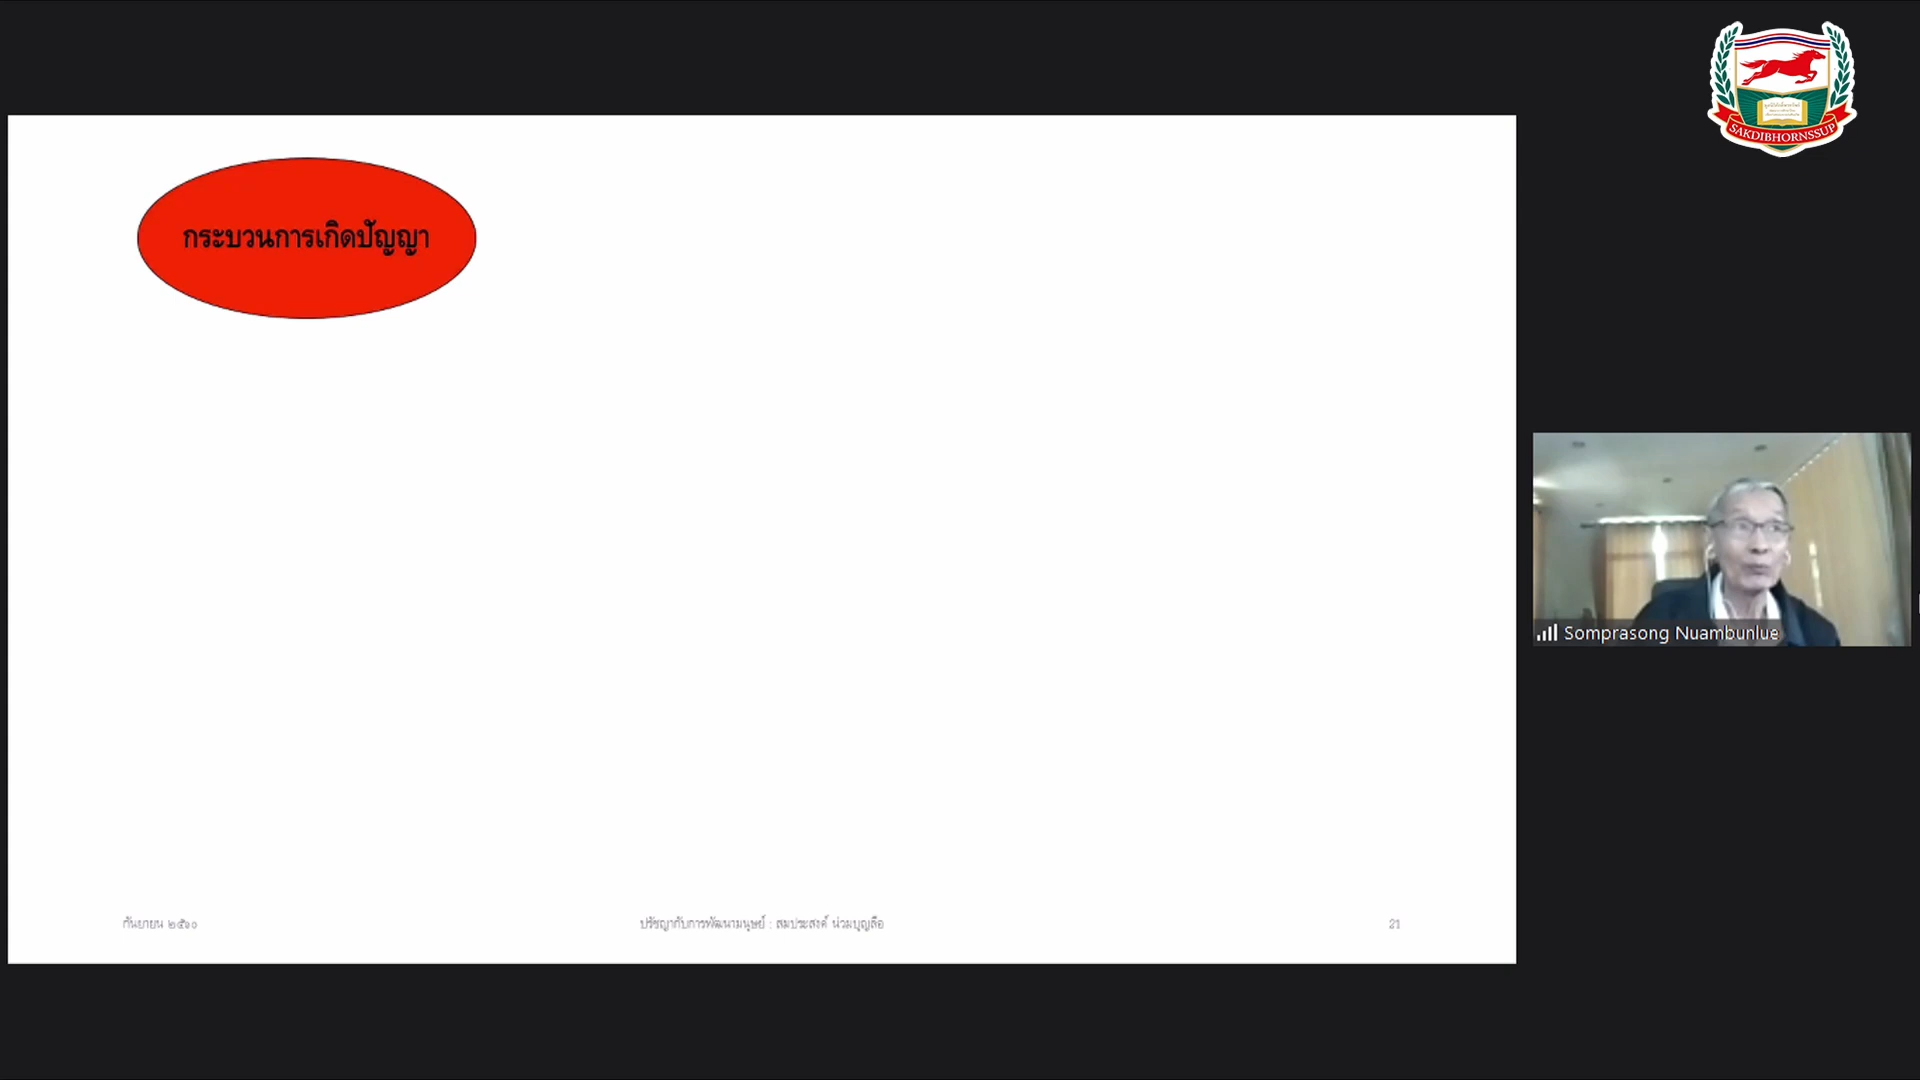 SAKDIBHORNSSUP
กระบวนการเกิดปัญญา
Somprasong Nuambunlue
กันยายน ๒๕๖๐
ปรัชญากับการพัฒนามนุษย์ : สมประสงค์ น่วมบุญลือ
21